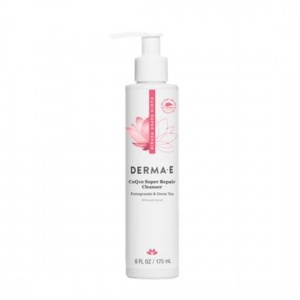 DERMA·E
CoQ10 Super Repair
Cleanser
Pomegranate & Green Tea
6 FL OZ / 175 mL